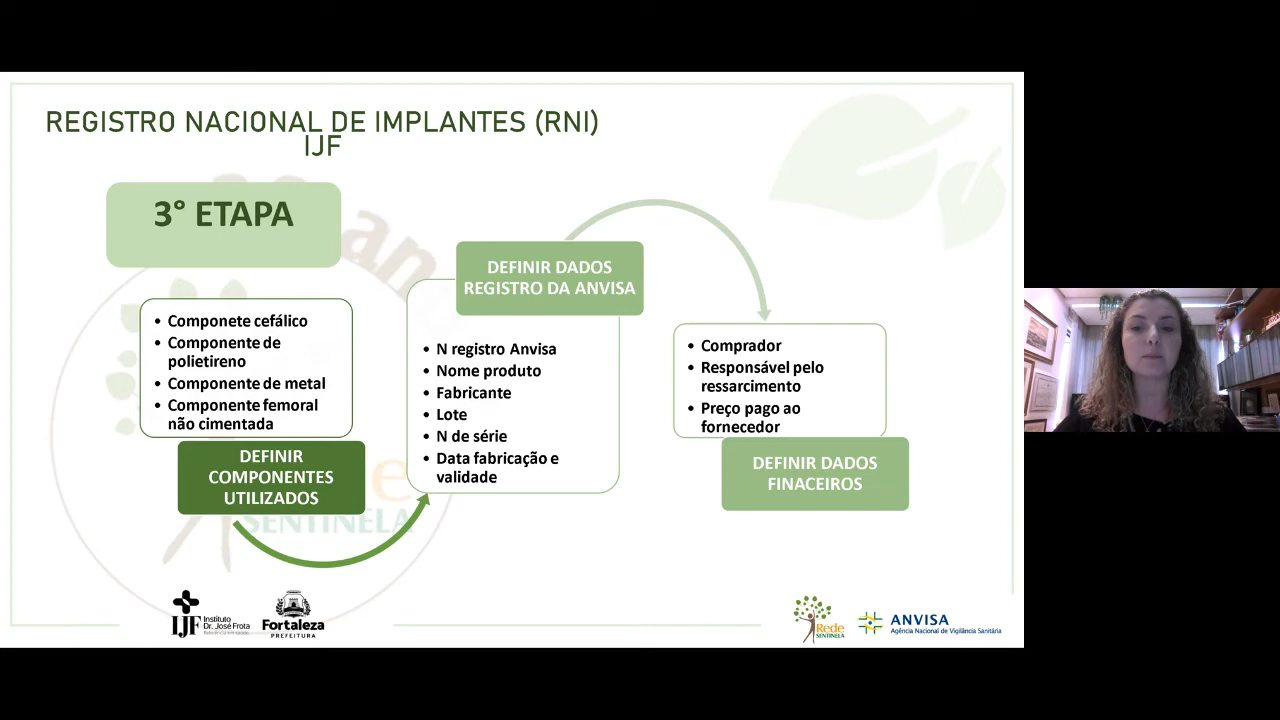 REGISTRO NACIONAL DE IMPLANTES (RNI)
IJF
3° ETAPA
• Componete cefálico
• Componente de
polietireno
• Componente de metal
• Componente femoral
não cimentada
DEFINIR
COMPONENTES
UTILIZADOS
DEFINIR DADOS
REGISTRO DA ANVISA
• N registro Anvisa
• Nome produto
• Fabricante
• Lote
• N de série
• Data fabricação e
validade
• Comprador
• Responsável pelo
ressarcimento
• Preço pago ao
fornecedor
DEFINIR DADOS
FINACEIROS
SENTINELA
IJF
Instituto
Dr. José Frota
Fortaleza
PREFEITURA
Rede
SENTINELA
ANVISA
Agência Nacional de Vigilância Sanitária